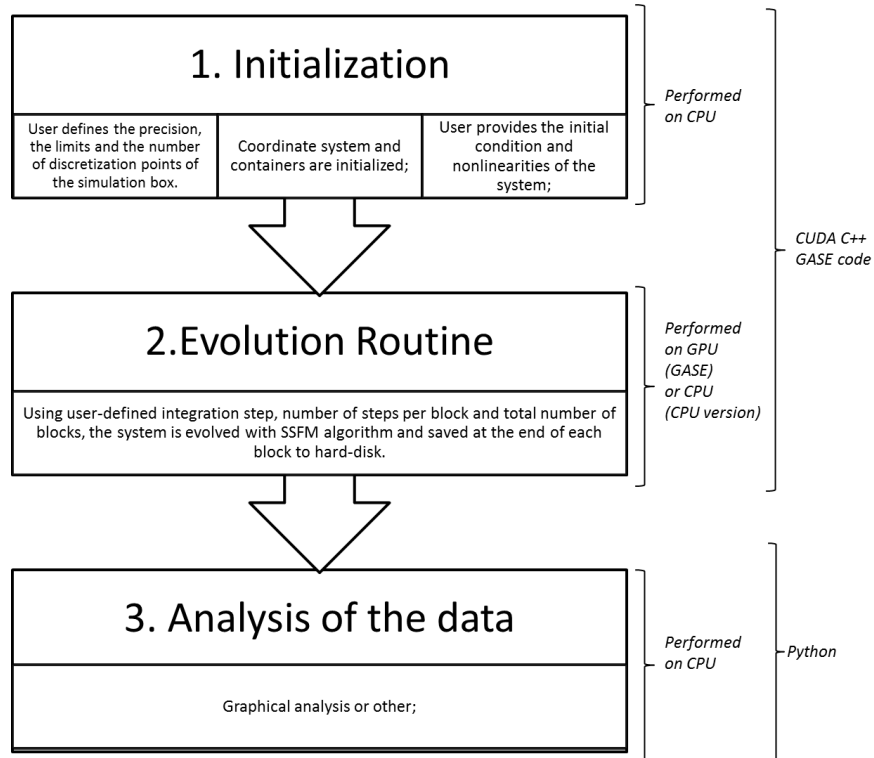 1. Initialization
User defines the precision,
the limits and the number
of discretization points of
the simulation box.
Coordinate system and
containers are initialized;
User provides the initial
condition and
nonlinearities of the
system;
Performed
on CPU
CUDA C++
GASE code
2.Evolution Routine
Using user-defined integration step, number of steps per block and total number of
blocks, the system is evolved with SSFM algorithm and saved at the end of each
block to hard-disk.
Performed
on GPU
(GASE)
or CPU
(CPU version)
3. Analysis of the data
Graphical analysis or other;
Performed
on CPU
Python